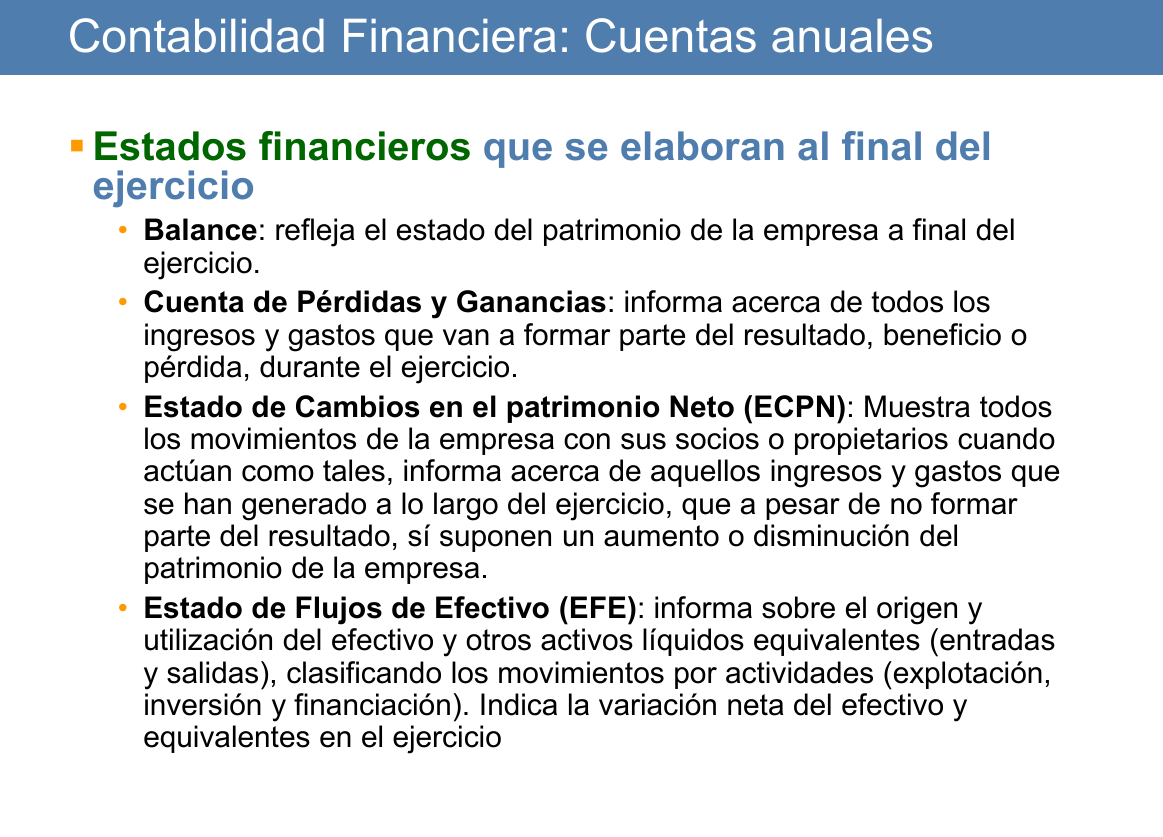 Contabilidad Financiera: Cuentas anuales
▪ Estados financieros que se elaboran al final del
ejercicio
• Balance: refleja el estado del patrimonio de la empresa a final del
ejercicio.
• Cuenta de Pérdidas y Ganancias: informa acerca de todos los
ingresos y gastos que van a formar parte del resultado, beneficio o
pérdida, durante el ejercicio.
• Estado de Cambios en el patrimonio Neto (ECPN): Muestra todos
los movimientos de la empresa con sus socios o propietarios cuando
actúan como tales, informa acerca de aquellos ingresos y gastos que
se han generado a lo largo del ejercicio, que a pesar de no formar
parte del resultado, sí suponen un aumento o disminución del
patrimonio de la empresa.
• Estado de Flujos de Efectivo (EFE): informa sobre el origen y
utilización del efectivo y otros activos líquidos equivalentes (entradas
y salidas), clasificando los movimientos por actividades (explotación,
inversión y financiación). Indica la variación neta del efectivo y
equivalentes en el ejercicio